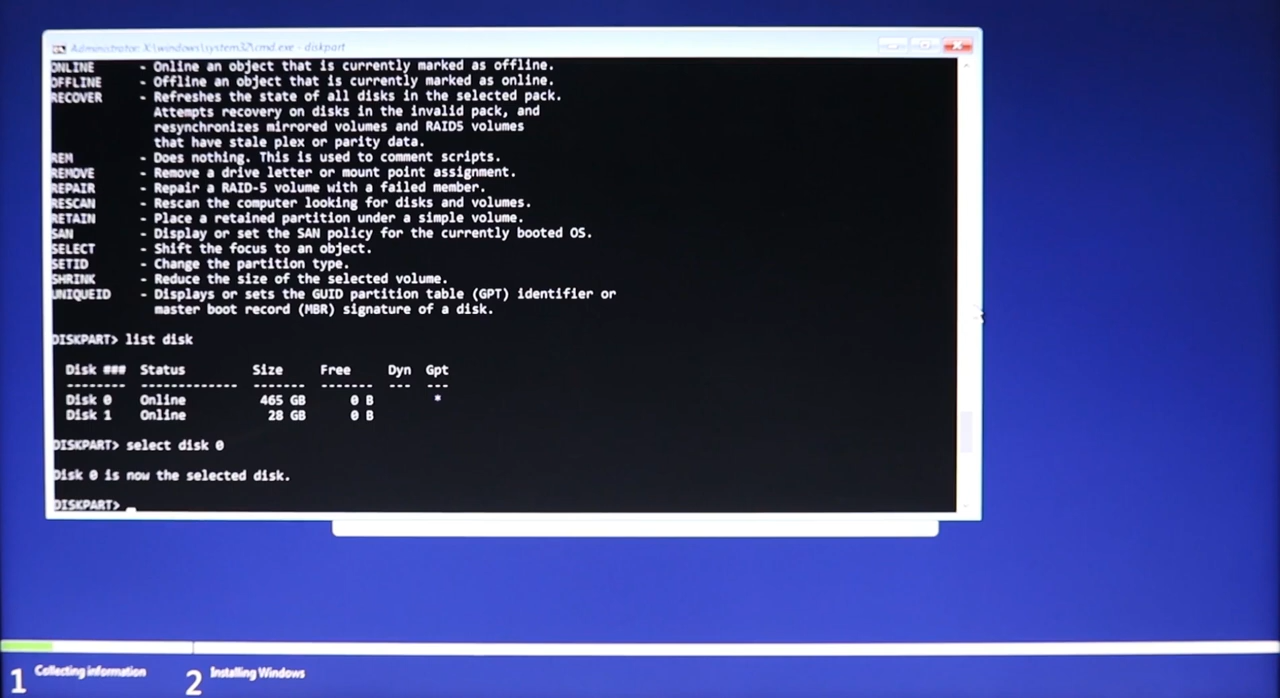 Administrator: X:\windows\system32\cmd.exe - diskpart
ONLINE - Online an object that is currently marked as offline.
OFFLINE - Offline an object that is currently marked as online.
RECOVER - Refreshes the state of all disks in the selected pack.
Attempts recovery on disks in the invalid pack, and
resynchronizes mirrored volumes and RAID5 volumes
that have stale plex or parity data.
REM - Does nothing. This is used to comment scripts.
REMOVE - Remove a drive letter or mount point assignment.
REPAIR - Repair a RAID-5 volume with a failed member.
RESCAN - Rescan the computer looking for disks and volumes.
RETAIN - Place a retained partition under a simple volume.
SAN - Display or set the SAN policy for the currently booted OS.
SELECT - Shift the focus to an object.
SETID - Change the partition type.
SHRINK - Reduce the size of the selected volume.
UNIQUEID - Displays or sets the GUID partition table (GPT) identifier or
master boot record (MBR) signature of a disk.
DISKPART> list disk
Disk ### Status Size Free Dyn Gpt
-------- ------------- ------- ------- --- ---
Disk 0 Online 465 GB 0 B *
Disk 1 Online 28 GB 0 B
DISKPART> select disk 0
Disk 0 is now the selected disk.
DISKPART> _
1 Collecting information 2 Installing Windows